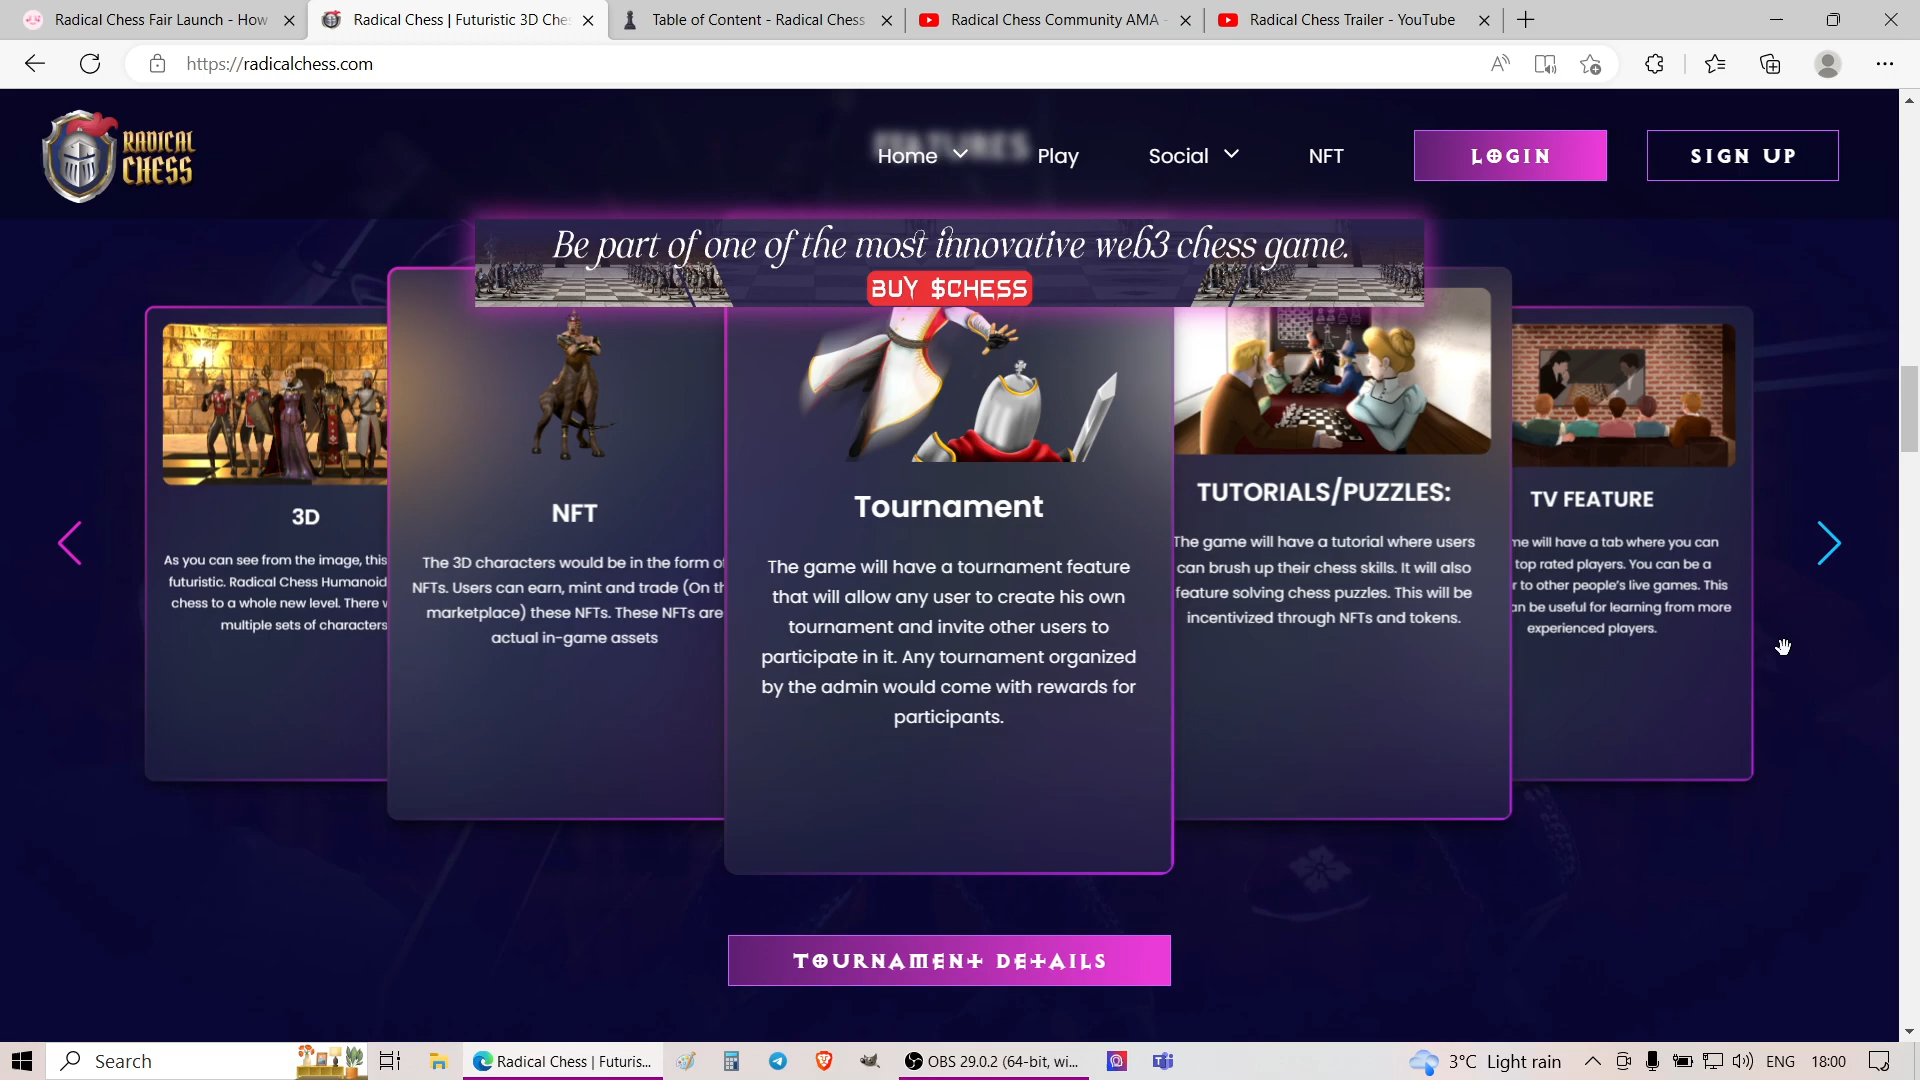 Radical Chess Fair Launch - How
Radical Chess | Futuristic 3D Che
Table of Content - Radical Chess
Radical Chess Community AMA -
Radical Chess Trailer - YouTube
https://radicalchess.com
RADICAL
CHESS
FEATURES
Home
Play
Social
NFT
LOGIN
SIGN UP
Be part of one of the most innovative web3 chess game.
BUY $CHESS
3D
As you can see from the image, this
futuristic. Radical Chess Humanoid
chess to a whole new level. There
multiple sets of characters
NFT
The 3D characters would be in the form of
NFTs. Users can earn, mint and trade (On th
marketplace) these NFTs. These NFTs are
actual in-game assets
Tournament
The game will have a tournament feature
that will allow any user to create his own
tournament and invite other users to
participate in it. Any tournament organized
by the admin would come with rewards for
participants.
TUTORIALS/PUZZLES:
The game will have a tutorial where users
can brush up their chess skills. It will also
feature solving chess puzzles. This will be
incentivized through NFTs and tokens.
TV FEATURE
me will have a tab where you can
top rated players. You can be a
r to other people's live games. This
an be useful for learning from more
experienced players.
TOURNAMENT DETAILS
Search
Radical Chess | Futuris...
OBS 29.0.2 (64-bit, wi...
3°C Light rain
ENG
18:00